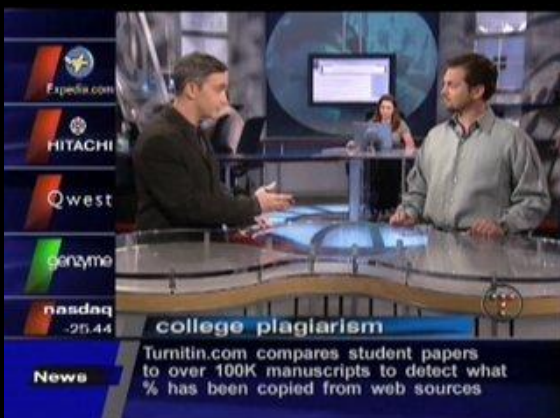 Expedia.com
HITACHI
Qwest
genzyme
nasdaq
-25.44
college plagiarism
News
Turnitin.com compares student papers
to over 100K manuscripts to detect what
% has been copied from web sources